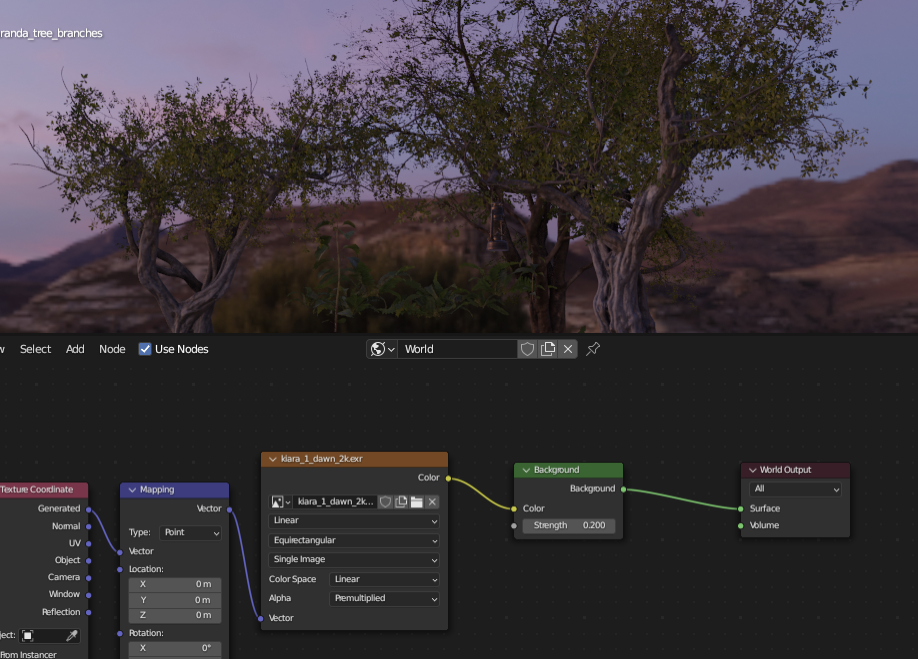 randa_tree_branches
Select Add Node Use Nodes World
kiara_1_dawn_2k.exr
Color
kiara_1_dawn_2k...
Linear
Equirectangular
Single Image
Color Space Linear
Alpha Premultiplied
Vector
Background
Background
Color
Strength 0.200
World Output
All
Surface
Volume
Texture Coordinate
Generated
Normal
UV
Object
Camera
Window
Reflection
ject:
From Instancer
Mapping
Vector
Type: Point
Vector
Location:
X 0 m
Y 0 m
Z 0 m
Rotation:
X 0°